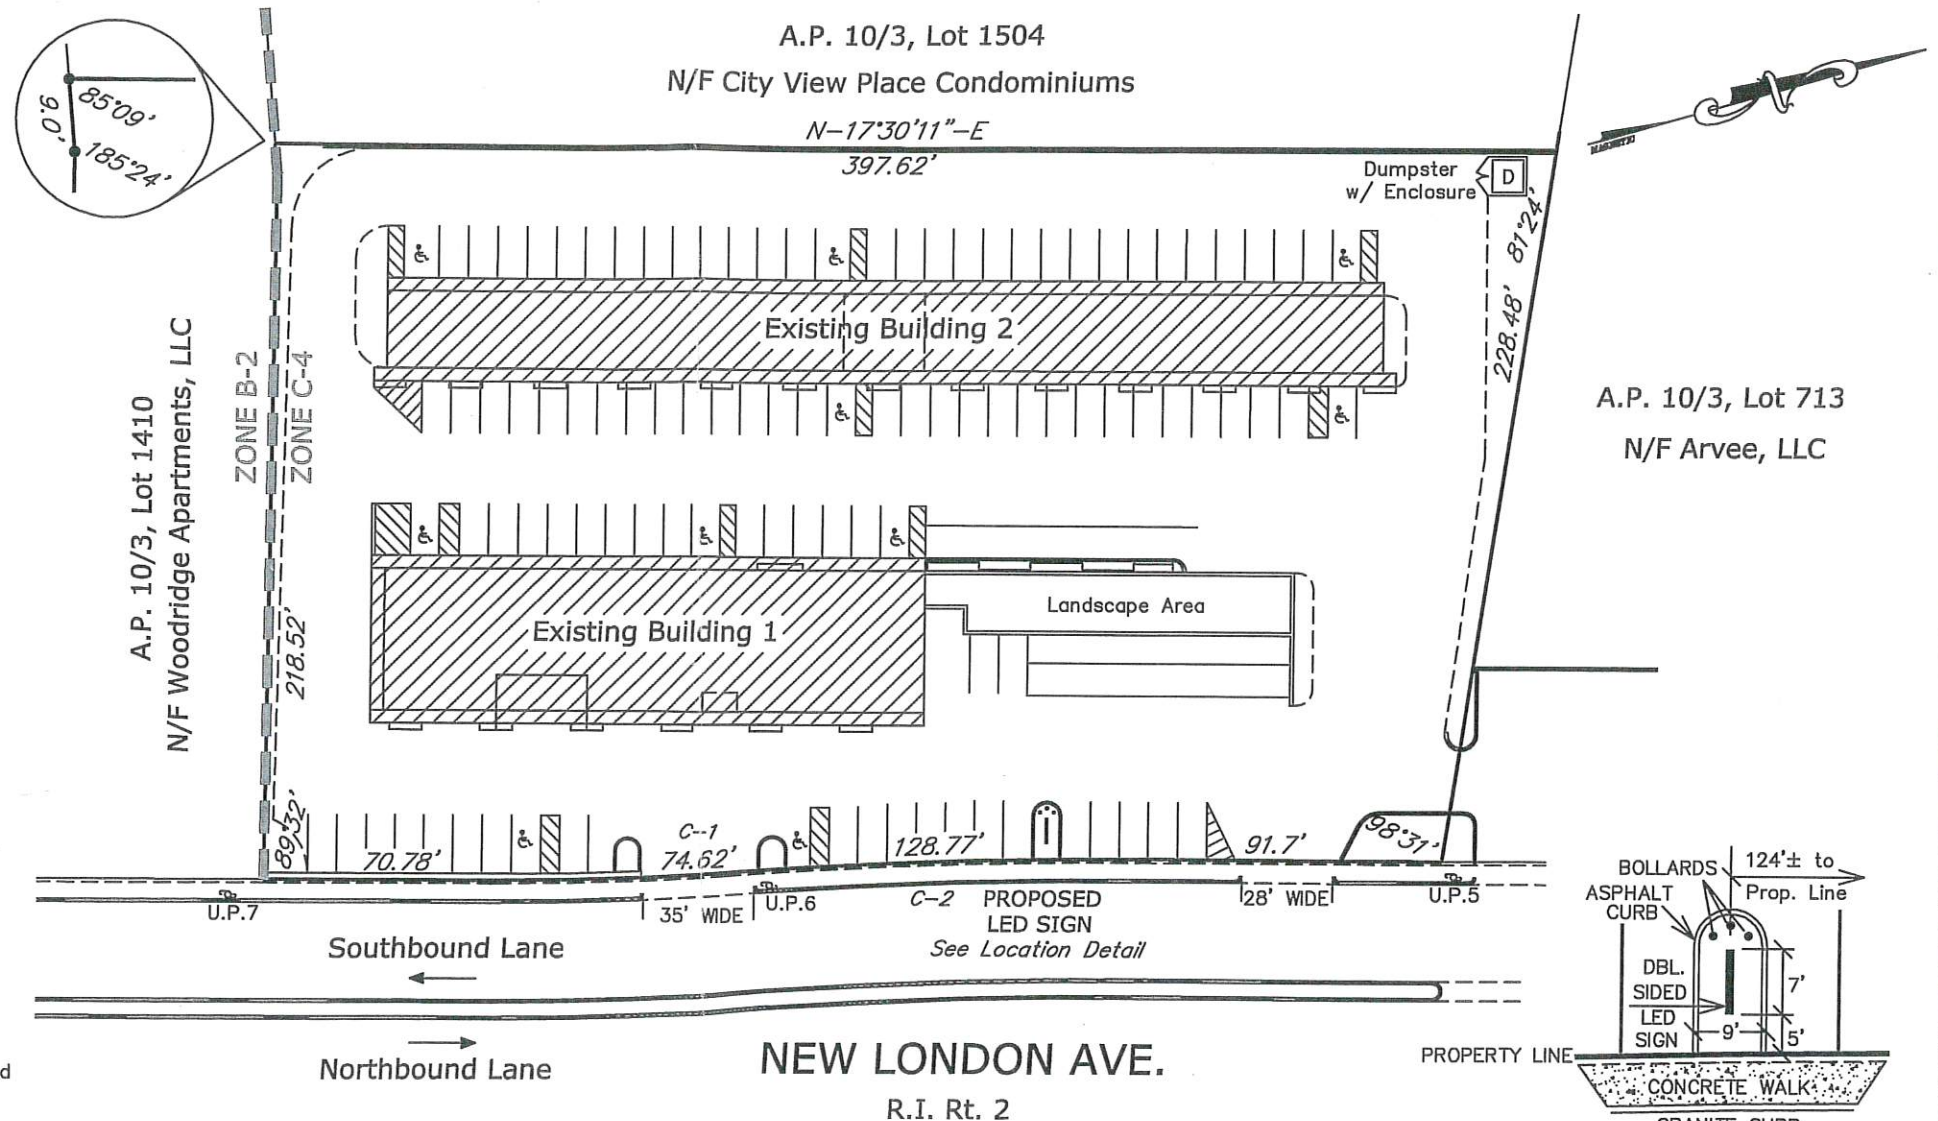 A.P. 10/3, Lot 1504
N/F City View Place Condominiums
N-17°30'11"-E
397.62'
85°09'
9.0'
185°24'
Dumpster
w/ Enclosure
D
81°24'
228.48'
A.P. 10/3, Lot 713
N/F Arvee, LLC
A.P. 10/3, Lot 1410
N/F Woodridge Apartments, LLC
ZONE B-2
ZONE C-4
218.52'
Existing Building 2
Existing Building 1
Landscape Area
70.78'
C--1
74.62'
128.77'
91.7'
98°31'
U.P.7
35' WIDE
U.P.6
C-2
PROPOSED
LED SIGN
See Location Detail
28' WIDE
U.P.5
Southbound Lane
Northbound Lane
NEW LONDON AVE.
R.I. Rt. 2
d
BOLLARDS
124'± to
Prop. Line
ASPHALT
CURB
DBL.
SIDED
LED
SIGN
7'
9'
5'
PROPERTY LINE
CONCRETE WALK
GRANITE CURB